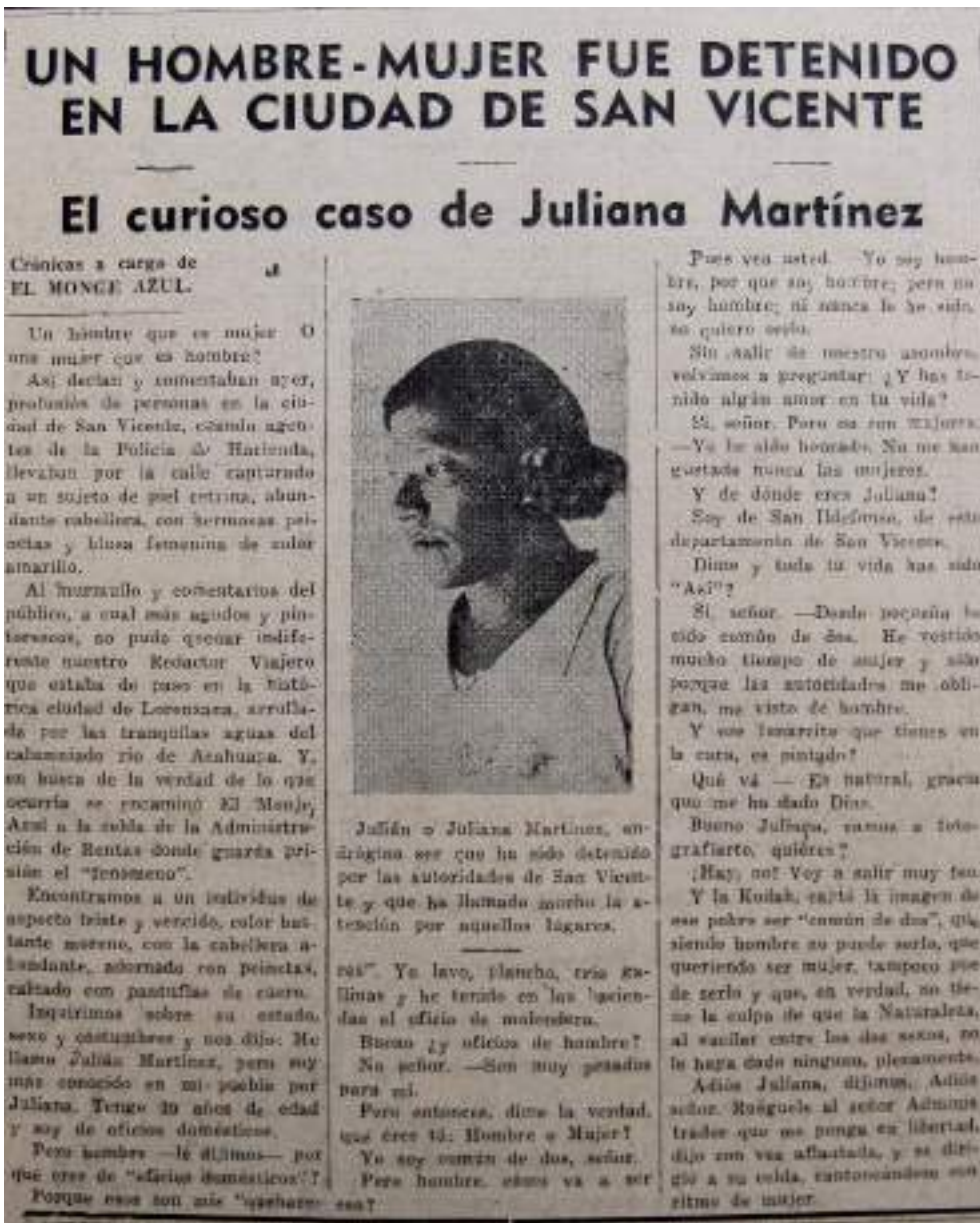 UN HOMBRE-MUJER FUE DETENIDO
EN LA CIUDAD DE SAN VICENTE
El curioso caso de Juliana Martínez
Crónicas a cargo de
EL MONGE AZUL.
Un hombre que es mujer O
una mujer que es hombre?
Así decían y comentaban ayer,
profusión de personas en la ciu-
dad de San Vicente, cuando agen-
tes de la Policía de Hacienda,
llevaban por la calle capturado
a un sujeto de piel cetrina, abun-
dante cabellera, con hermosas pei-
netas y blusa femenina de color
amarillo.
Al murmullo y comentarios del
público, a cual más agudos y pin-
torescos, no pudo quedar indife-
rente nuestro Redactor Viajero
que estaba de paso en la histó-
rica ciudad de Lorenzana, arrulla-
da por las tranquilas aguas del
calumniado río de Acahuapa. Y,
en busca de la verdad de lo que
ocurría se encaminó El Monje
Azul a la celda de la Administra-
ción de Rentas donde guarda pri-
sión el "fenómeno".
Encontramos a un individuo de
aspecto triste y vencido, color bas-
tante moreno, con la cabellera a-
bundante, adornado con peinetas,
calzado con pantuflas de cuero.
Inquirimos sobre su estado,
sexo y costumbres y nos dijo: Me
llamo Julián Martínez, pero soy
más conocido en mi pueblo por
Juliana. Tengo años de edad
y soy de oficios domésticos.
Pero hombre —le dijimos— por
qué eres de "oficios domésticos"?
Porque esos son mis "quehace-
Julián o Juliana Martínez, an-
drógino ser que ha sido detenido
por las autoridades de San Vicen-
te y que ha llamado mucho la a-
tención por aquellos lugares.
res". Yo lavo, plancho, crío ga-
llinas y he tenido en las hacien-
das el oficio de molendera.
Bueno ¿y oficios de hombre?
No señor. —Son muy pesados
para mí.
Pero entonces, dime la verdad,
qué eres tú: Hombre o Mujer?
Yo soy común de dos, señor.
Pero hombre, cómo va a ser
eso?
Pues vea usted. Yo soy hom-
bre, por que soy hombre; pero no
soy hombre; ni nunca lo he sido,
no quiero serlo.
Sin salir de nuestro asombro,
volvimos a preguntar: ¿Y has te-
nido algún amor en tu vida?
Sí, señor. Pero no con mujeres.
—Yo he sido honrado. No me han
gustado nunca las mujeres.
Y de dónde eres Juliana?
Soy de San Ildefonso, de este
departamento de San Vicente.
Dime y toda tu vida has sido
"Así"?
Sí, señor. —Desde pequeña he
sido común de dos. He vestido
mucho tiempo de mujer y sólo
porque las autoridades me obli-
gan, me visto de hombre.
Y ese lunarcito que tienes en
la cara, es pintado?
Qué vá — Es natural, gracia
que me ha dado Dios.
Bueno Juliana, vamos a foto-
grafiarte, quiéres?
¡Hay, no! Voy a salir muy fea
Y la Kodak, captó la imagen de
ese pobre ser "común de dos", que
siendo hombre no puede serlo, que
queriendo ser mujer, tampoco pue-
de serlo y que, en verdad, no tie-
ne la culpa de que la Naturaleza,
al vacilar entre los dos sexos, no
le haya dado ninguno, plenamente.
Adiós Juliana, dijimos. Adiós
señor. Ruéguele al señor Adminis
trador que me ponga en libertad,
dijo con voz aflautada, y se diri-
gió a su celda, contoneándose con
ritmo de mujer.